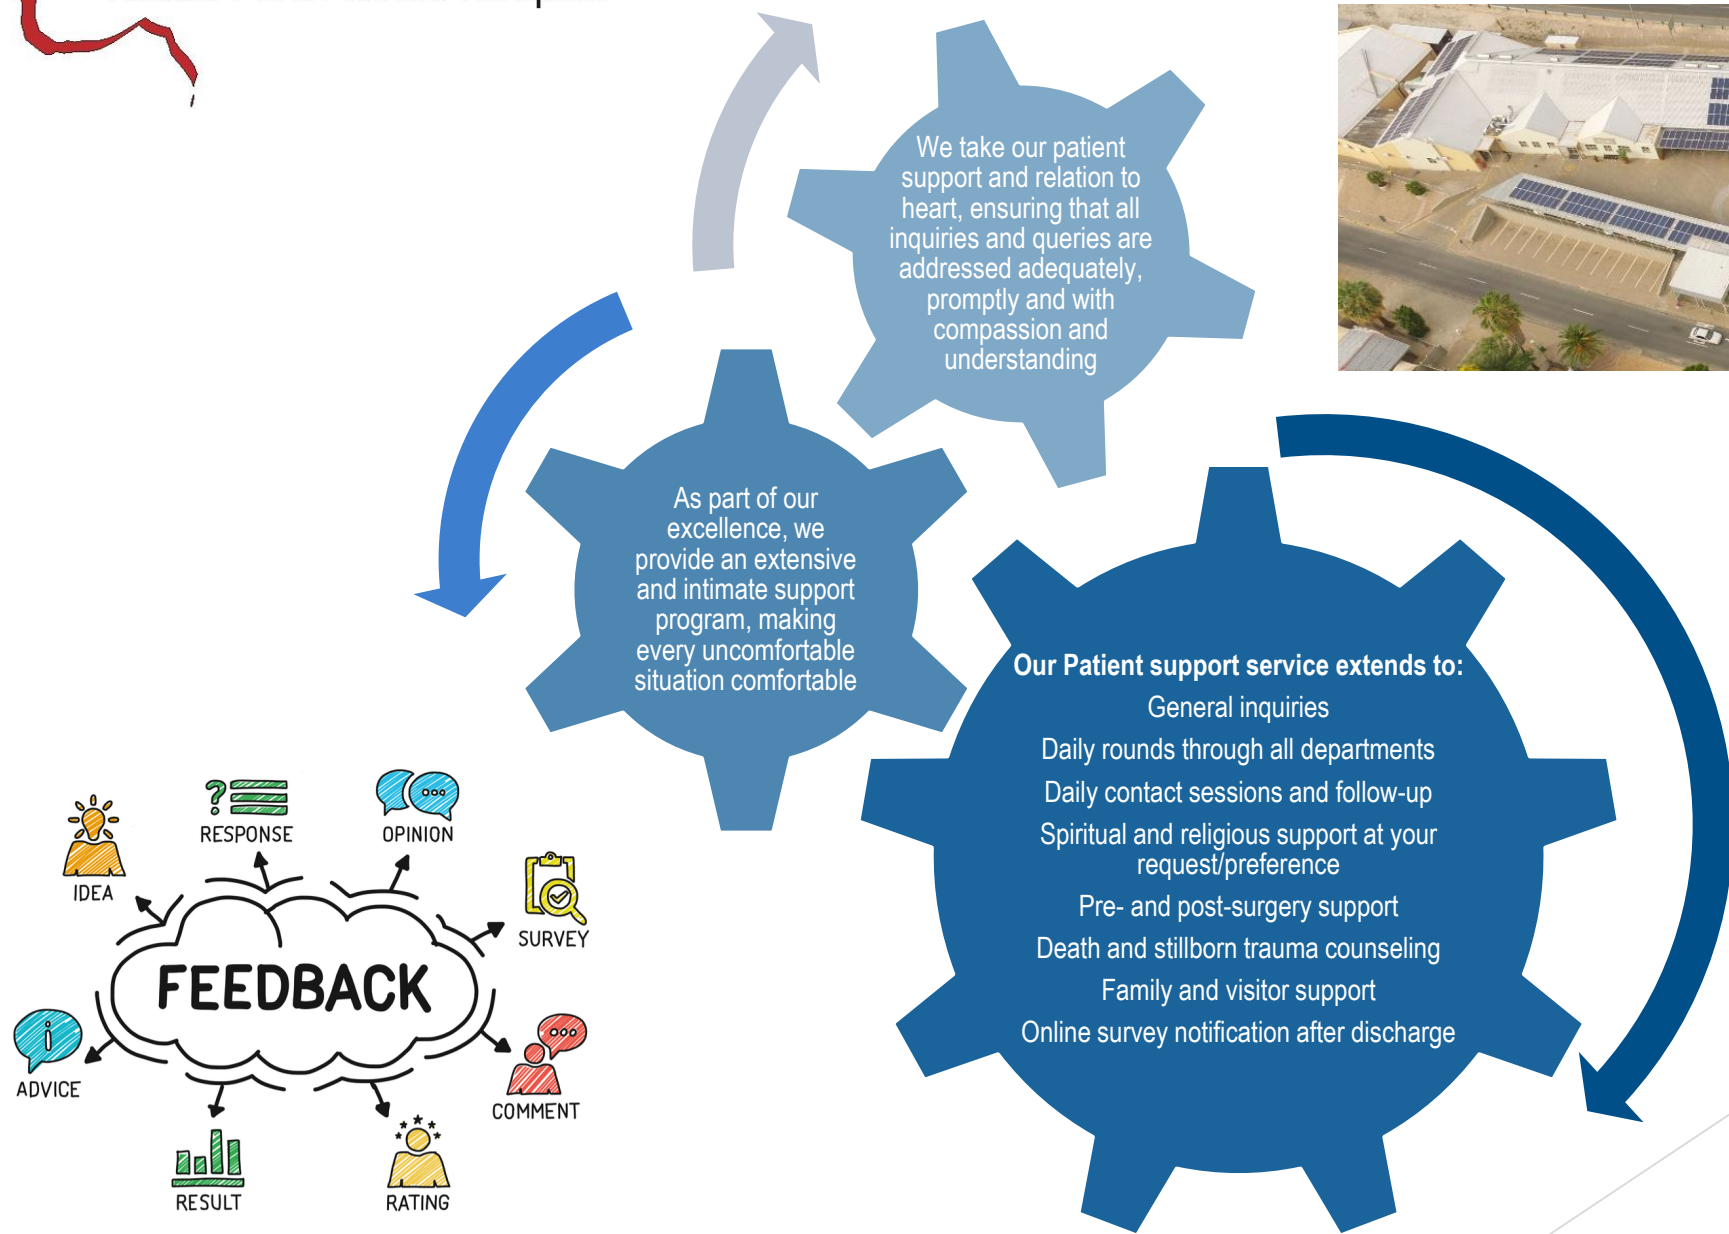 We take our patient
support and relation to
heart, ensuring that all
inquiries and queries are
addressed adequately,
promptly and with
compassion and
understanding
As part of our
excellence, we
provide an extensive
and intimate support
program, making
every uncomfortable
situation comfortable
Our Patient support service extends to:
General inquiries
Daily rounds through all departments
Daily contact sessions and follow-up
Spiritual and religious support at your
request/preference
Pre- and post-surgery support
Death and stillborn trauma counseling
Family and visitor support
Online survey notification after discharge
RESPONSE
OPINION
IDEA
SURVEY
FEEDBACK
ADVICE
COMMENT
RESULT
RATING